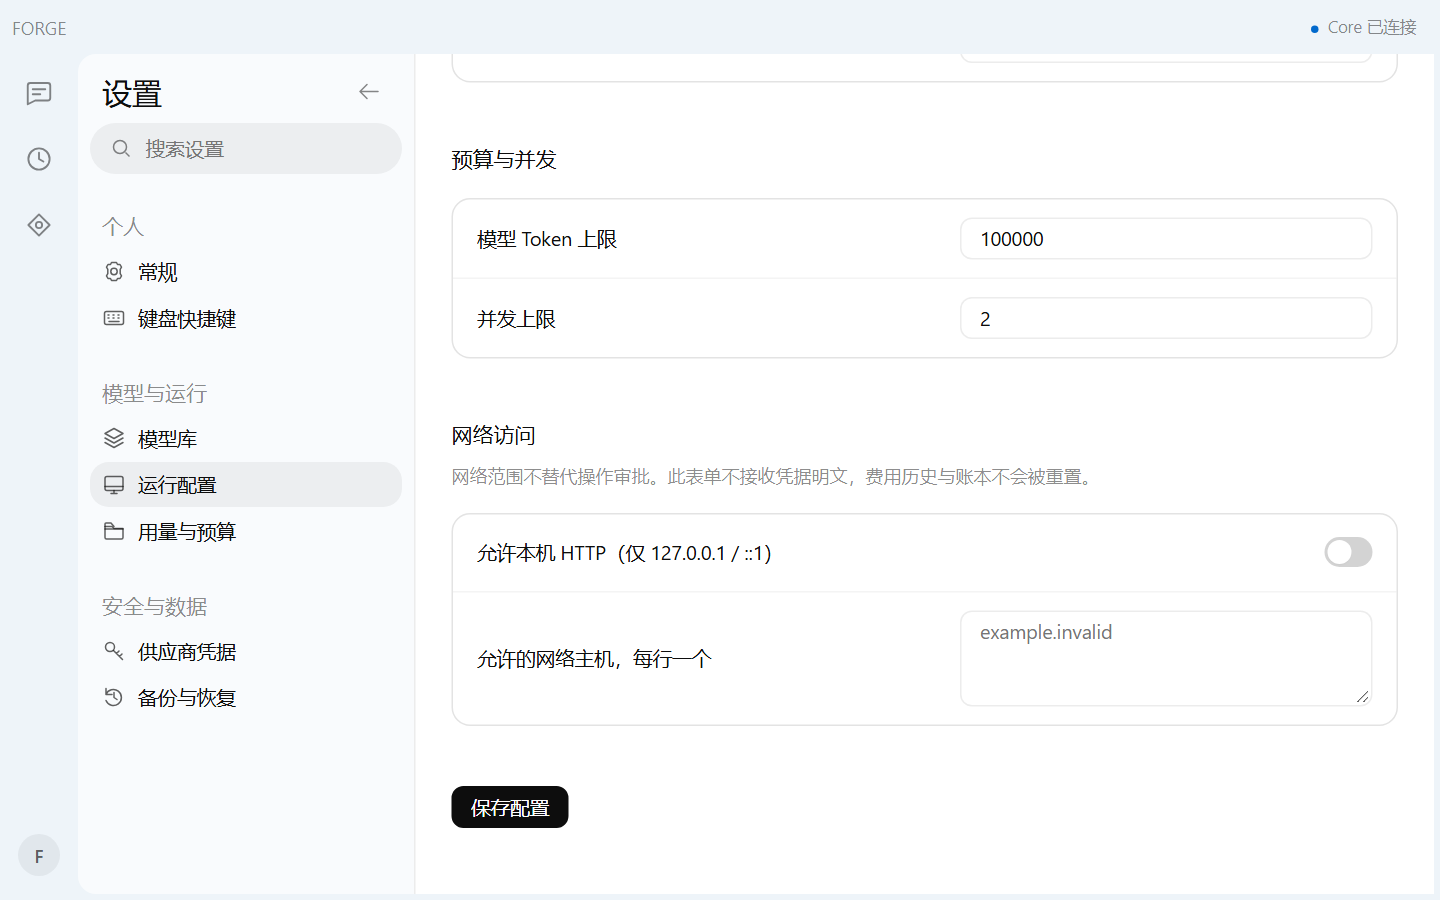 FORGE
Core 已连接
设置
搜索设置
个人
常规
键盘快捷键
模型与运行
模型库
运行配置
用量与预算
安全与数据
供应商凭据
备份与恢复
F
预算与并发
模型 Token 上限
100000
并发上限
2
网络访问
网络范围不替代操作审批。此表单不接收凭据明文，费用历史与账本不会被重置。
允许本机 HTTP（仅 127.0.0.1 / ::1）
允许的网络主机，每行一个
example.invalid
保存配置